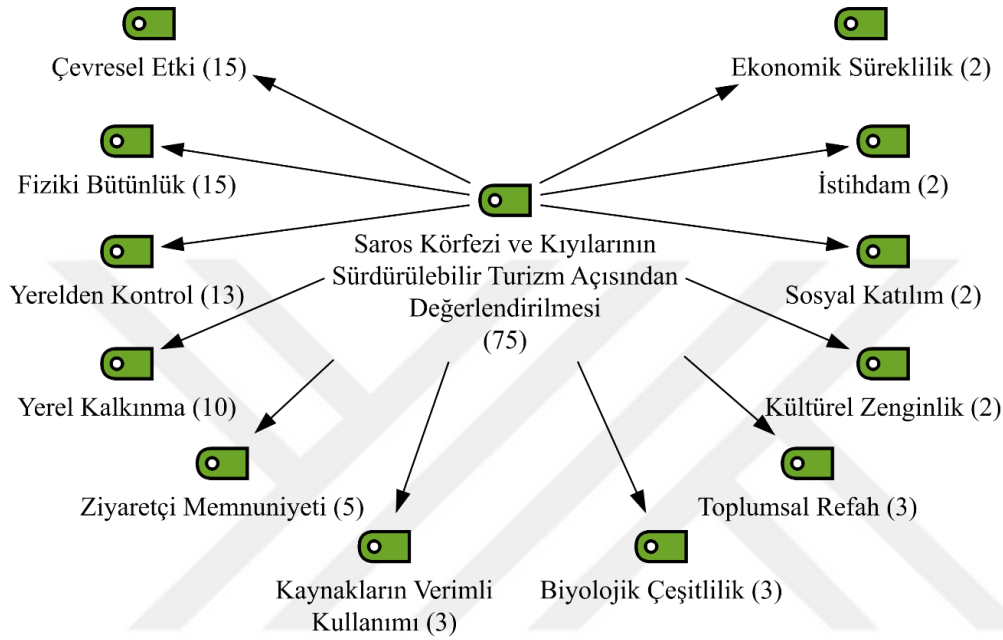 Çevresel Etki (15)
Ekonomik Süreklilik (2)
Fiziki Bütünlük (15)
İstihdam (2)
Saros Körfezi ve Kıyılarının
Sürdürülebilir Turizm Açısından
Değerlendirilmesi
(75)
Yerelden Kontrol (13)
Sosyal Katılım (2)
Yerel Kalkınma (10)
Kültürel Zenginlik (2)
Ziyaretçi Memnuniyeti (5)
Toplumsal Refah (3)
Kaynakların Verimli
Kullanımı (3)
Biyolojik Çeşitlilik (3)